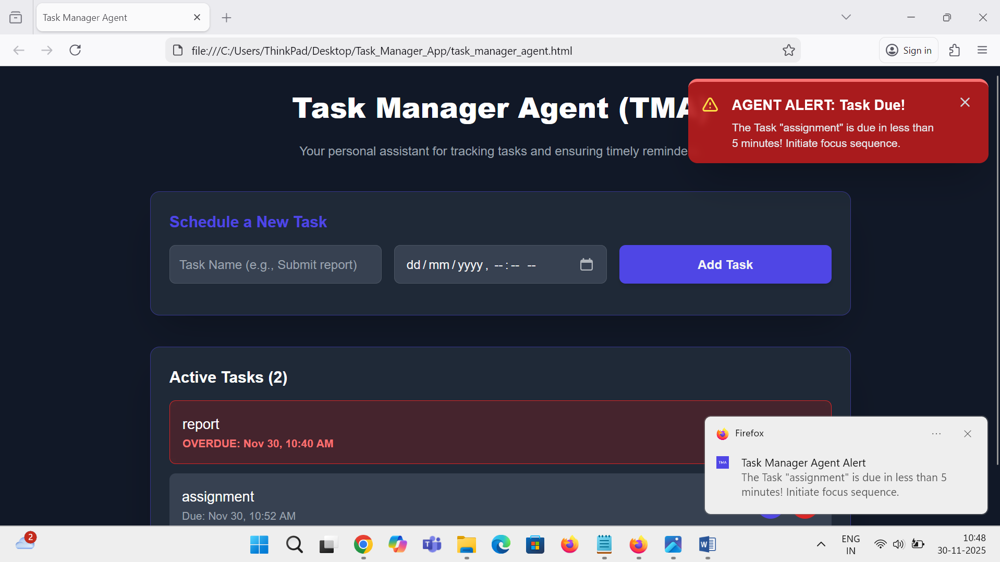 Task Manager Agent
file:///C:/Users/ThinkPad/Desktop/Task_Manager_App/task_manager_agent.html
Sign in
Task Manager Agent (TMA
Your personal assistant for tracking tasks and ensuring timely reminde
AGENT ALERT: Task Due!
The Task "assignment" is due in less than
5 minutes! Initiate focus sequence.
Schedule a New Task
Task Name (e.g., Submit report)
dd/mm/yyyy, --:-- --
Add Task
Active Tasks (2)
report
OVERDUE: Nov 30, 10:40 AM
assignment
Due: Nov 30, 10:52 AM
Firefox
TMA
Task Manager Agent Alert
The Task "assignment" is due in less than 5
minutes! Initiate focus sequence.
2
ENG
IN
10:48
30-11-2025